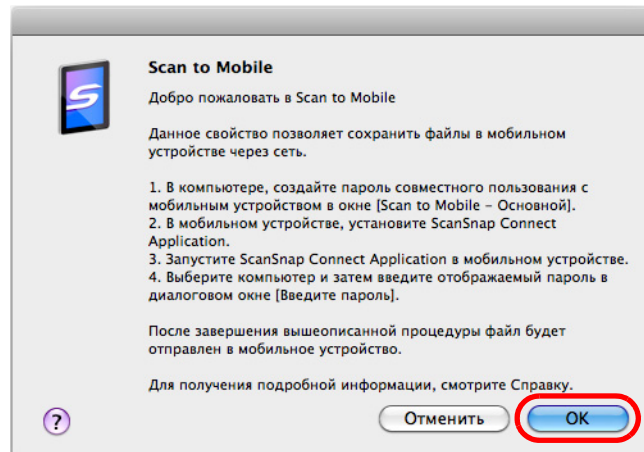 Scan to Mobile
Добро пожаловать в Scan to Mobile
Данное свойство позволяет сохранить файлы в мобильном
устройстве через сеть.
1. В компьютере, создайте пароль совместного пользования с
мобильным устройством в окне [Scan to Mobile – Основной].
2. В мобильном устройстве, установите ScanSnap Connect
Application.
3. Запустите ScanSnap Connect Application в мобильном устройстве.
4. Выберите компьютер и затем введите отображаемый пароль в
диалоговом окне [Введите пароль].
После завершения вышеописанной процедуры файл будет
отправлен в мобильное устройство.
Для получения подробной информации, смотрите Справку.
? Отменить OK